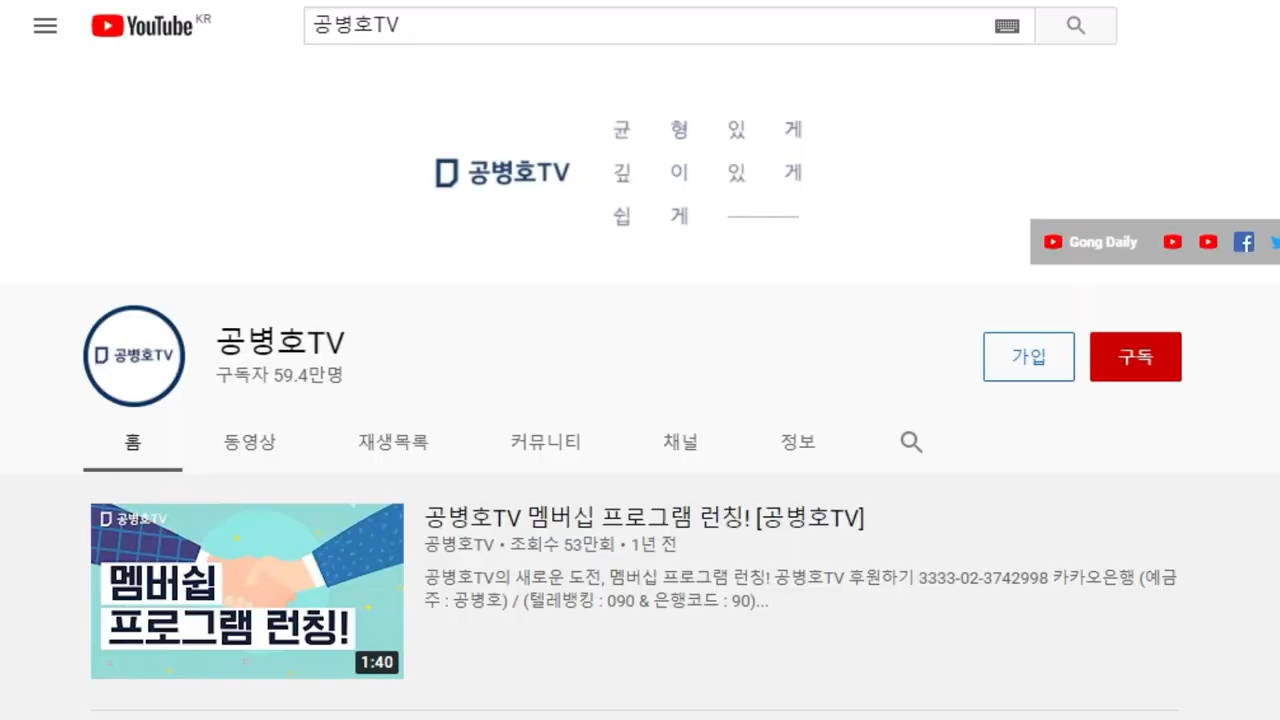 YouTube KR
공병호TV
공병호TV
균 형 있 게
깊 이 있 게
쉽 게
Gong Daily
공병호TV
공병호TV
구독자 59.4만명
가입
구독
홈 동영상 재생목록 커뮤니티 채널 정보
공병호TV
멤버쉽
프로그램 런칭!
1:40
공병호TV 멤버십 프로그램 런칭! [공병호TV]
공병호TV • 조회수 53만회 • 1년 전
공병호TV의 새로운 도전, 멤버십 프로그램 런칭! 공병호TV 후원하기 3333-02-3742998 카카오은행 (예금
주 : 공병호) / (텔레뱅킹 : 090 & 은행코드 : 90)...